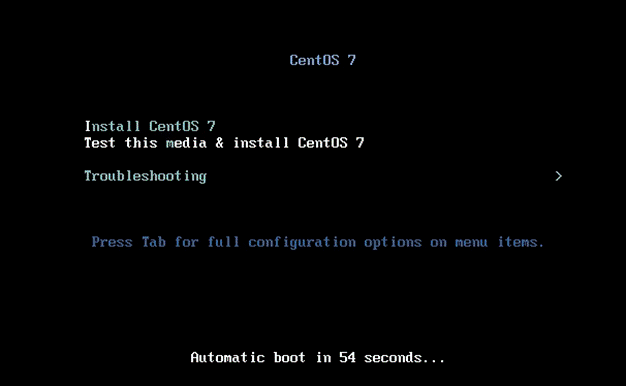 CentOS 7
Install CentOS 7
Test this media & install CentOS 7
Troubleshooting >
Press Tab for full configuration options on menu items.
Automatic boot in 54 seconds...